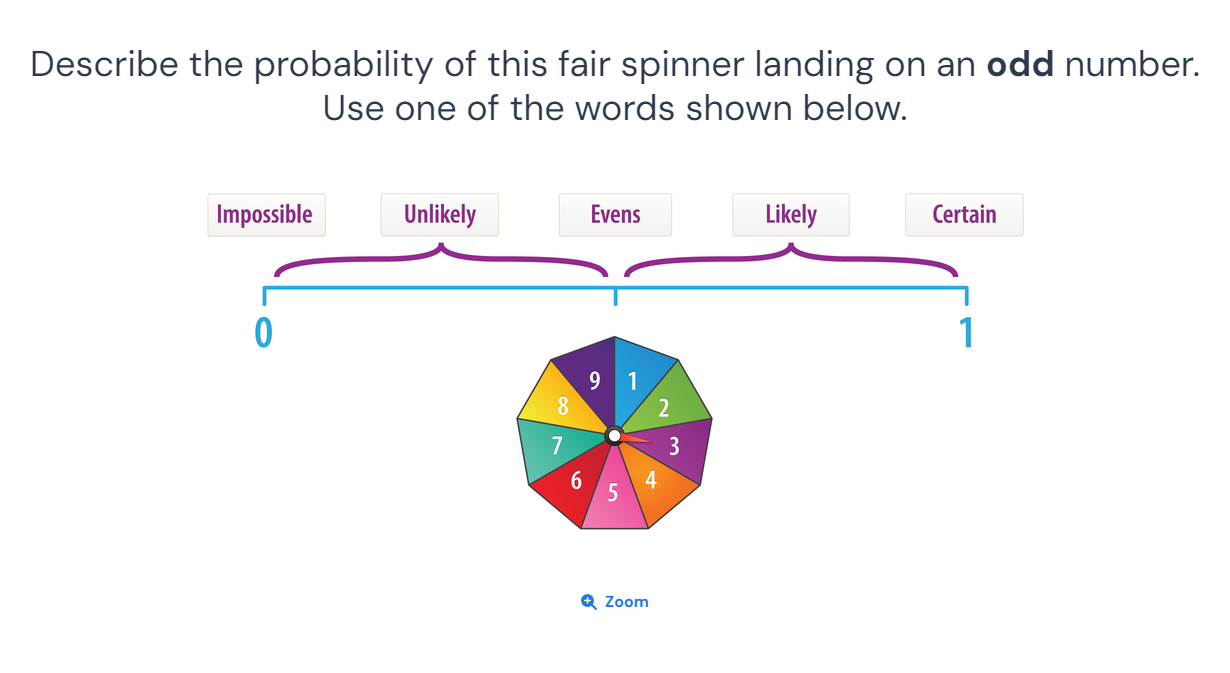 Describe the probability of this fair spinner landing on an odd number.
Use one of the words shown below.
Impossible Unlikely Evens Likely Certain
0 1
9 1
8 2
7 3
6 5 4
Zoom